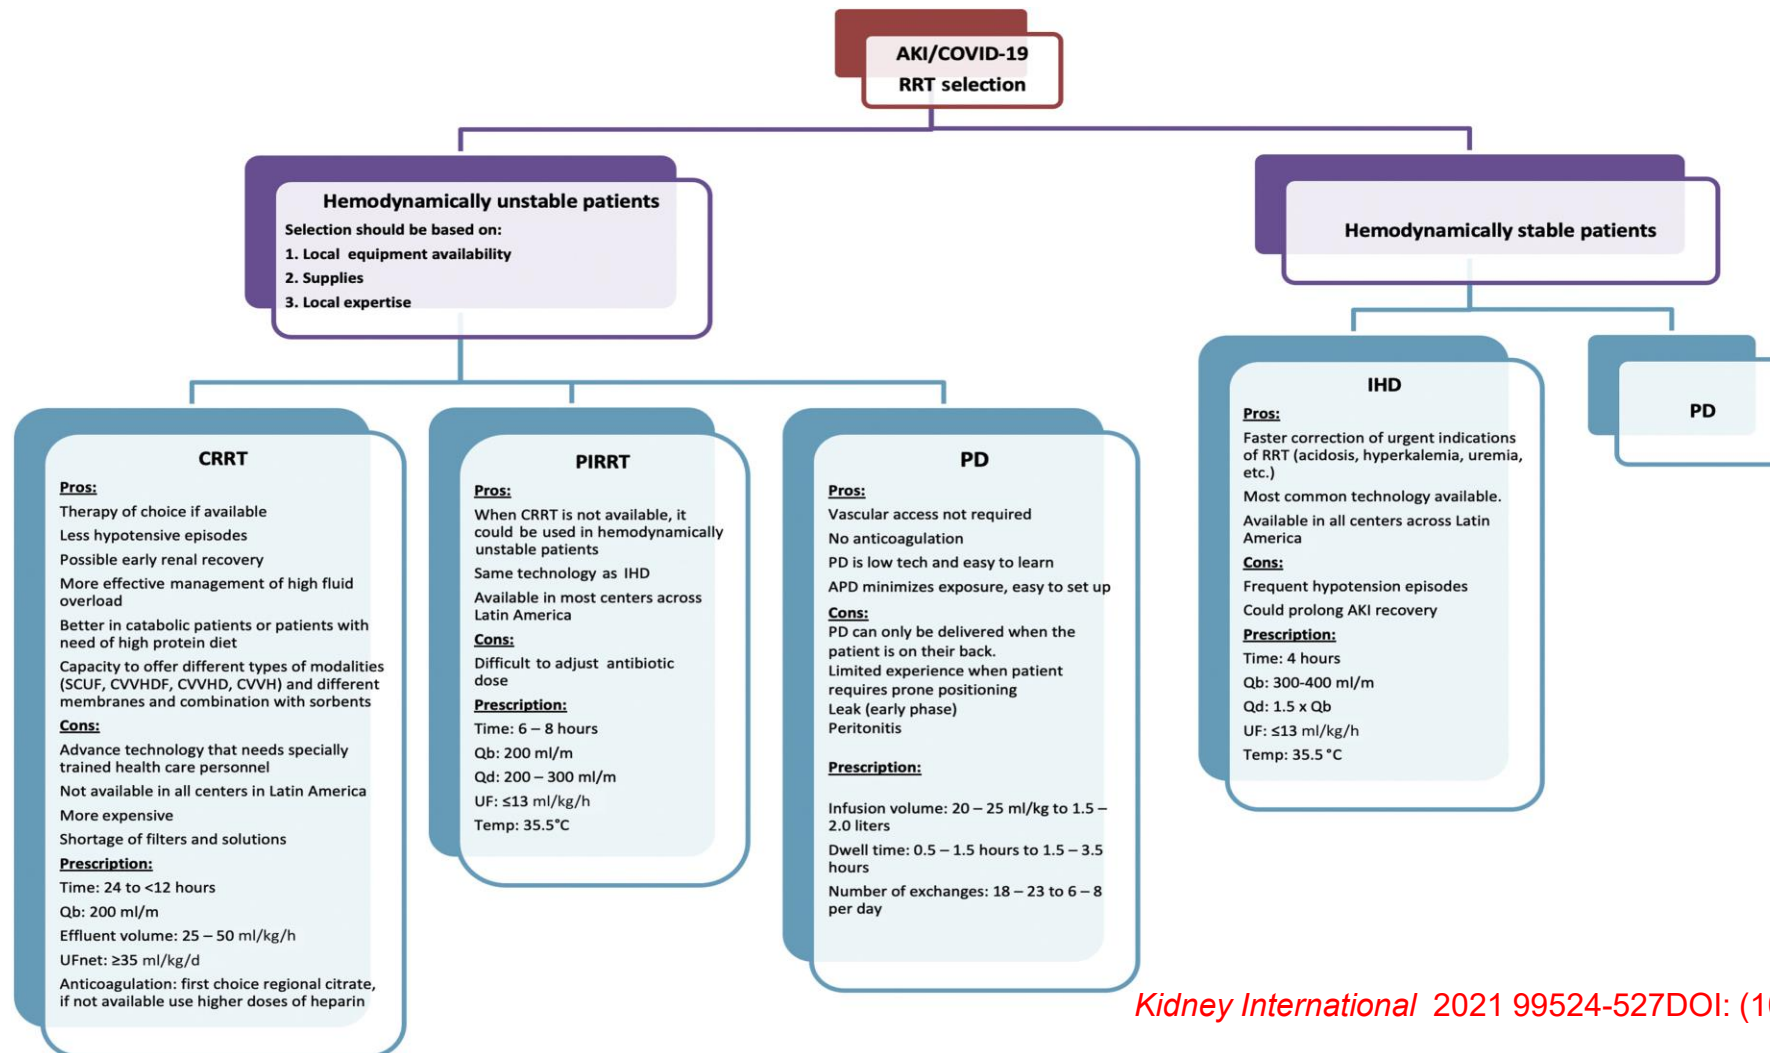 AKI/COVID-19
RRT selection
Hemodynamically unstable patients
Selection should be based on:
1. Local equipment availability
2. Supplies
3. Local expertise
Hemodynamically stable patients
CRRT
Pros:
Therapy of choice if available
Less hypotensive episodes
Possible early renal recovery
More effective management of high fluid
overload
Better in catabolic patients or patients with
need of high protein diet
Capacity to offer different types of modalities
(SCUF, CVVHDF, CVVHD, CVVH) and different
membranes and combination with sorbents
Cons:
Advance technology that needs specially
trained health care personnel
Not available in all centers in Latin America
More expensive
Shortage of filters and solutions
Prescription:
Time: 24 to <12 hours
Qb: 200 ml/m
Effluent volume: 25 – 50 ml/kg/h
UFnet: ≥35 ml/kg/d
Anticoagulation: first choice regional citrate,
if not available use higher doses of heparin
PIRRT
Pros:
When CRRT is not available, it
could be used in hemodynamically
unstable patients
Same technology as IHD
Available in most centers across
Latin America
Cons:
Difficult to adjust antibiotic
dose
Prescription:
Time: 6 – 8 hours
Qb: 200 ml/m
Qd: 200 – 300 ml/m
UF: ≤13 ml/kg/h
Temp: 35.5°C
PD
Pros:
Vascular access not required
No anticoagulation
PD is low tech and easy to learn
APD minimizes exposure, easy to set up
Cons:
PD can only be delivered when the
patient is on their back.
Limited experience when patient
requires prone positioning
Leak (early phase)
Peritonitis
Prescription:
Infusion volume: 20 – 25 ml/kg to 1.5 –
2.0 liters
Dwell time: 0.5 – 1.5 hours to 1.5 – 3.5
hours
Number of exchanges: 18 – 23 to 6 – 8
per day
IHD
Pros:
Faster correction of urgent indications
of RRT (acidosis, hyperkalemia, uremia,
etc.)
Most common technology available.
Available in all centers across Latin
America
Cons:
Frequent hypotension episodes
Could prolong AKI recovery
Prescription:
Time: 4 hours
Qb: 300-400 ml/m
Qd: 1.5 x Qb
UF: ≤13 ml/kg/h
Temp: 35.5 °C
PD
Kidney International 2021 99524-527DOI: (10